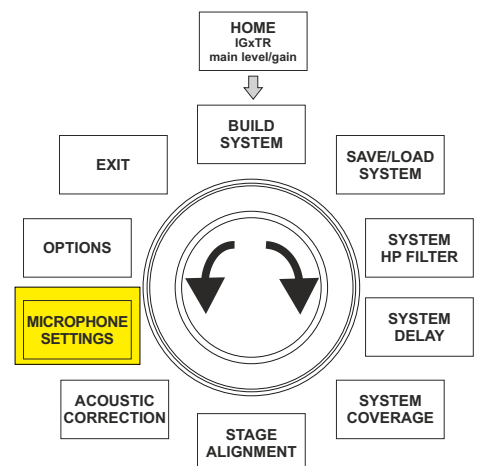 HOME
IGxTR
main level/gain
BUILD
SYSTEM
SAVE/LOAD
SYSTEM
SYSTEM
HP FILTER
SYSTEM
DELAY
SYSTEM
COVERAGE
STAGE
ALIGNMENT
ACOUSTIC
CORRECTION
MICROPHONE
SETTINGS
OPTIONS
EXIT